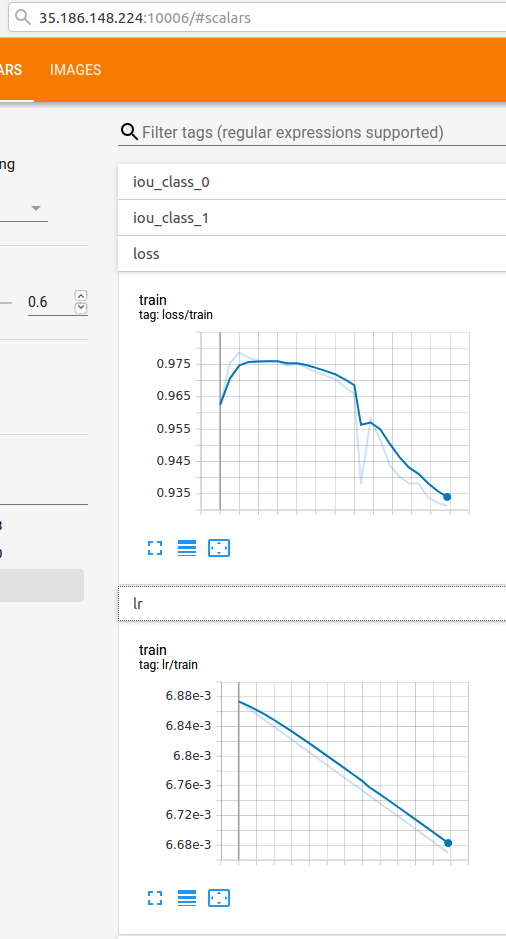 35.186.148.224:10006/#scalars
ARS IMAGES
Filter tags (regular expressions supported)
ng
iou_class_0
iou_class_1
loss
0.6
train
tag: loss/train
0.975
0.965
0.955
0.945
0.935
lr
train
tag: lr/train
6.88e-3
6.84e-3
6.8e-3
6.76e-3
6.72e-3
6.68e-3